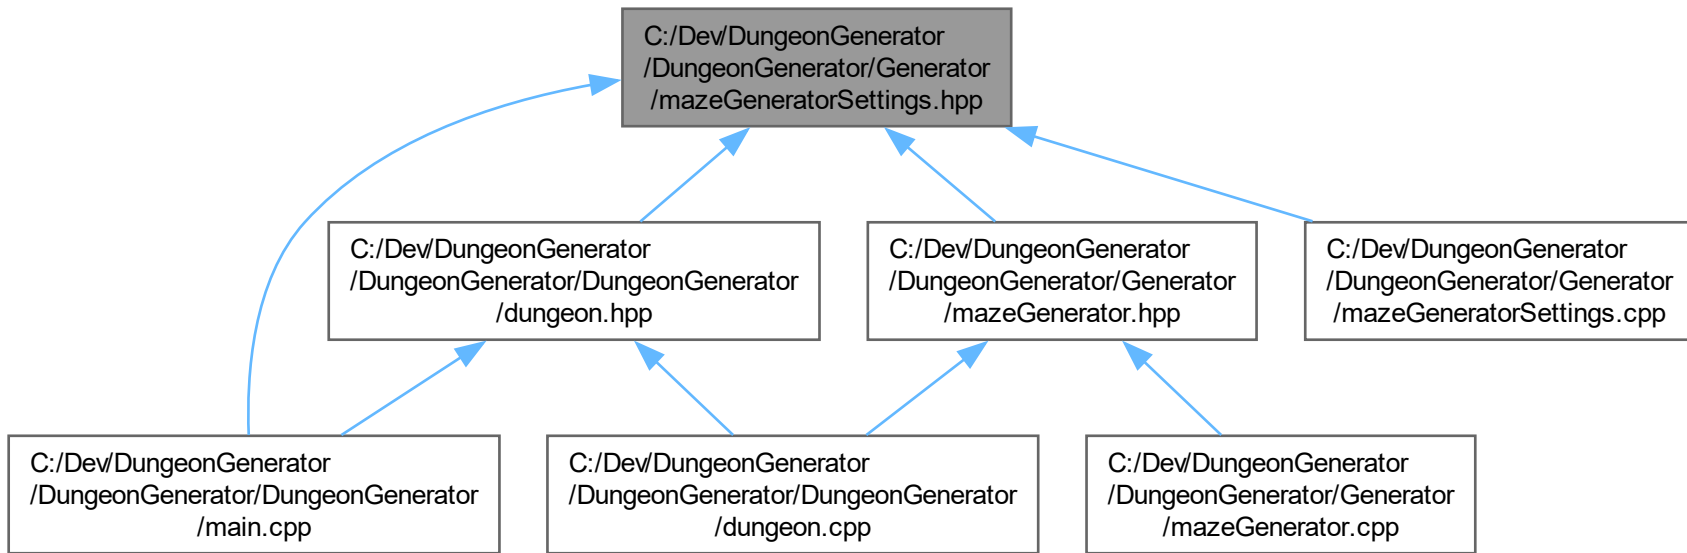 C:/Dev/DungeonGenerator
/DungeonGenerator/Generator
/mazeGeneratorSettings.hpp
C:/Dev/DungeonGenerator
/DungeonGenerator/DungeonGenerator
/dungeon.hpp
C:/Dev/DungeonGenerator
/DungeonGenerator/Generator
/mazeGenerator.hpp
C:/Dev/DungeonGenerator
/DungeonGenerator/Generator
/mazeGeneratorSettings.cpp
C:/Dev/DungeonGenerator
/DungeonGenerator/DungeonGenerator
/main.cpp
C:/Dev/DungeonGenerator
/DungeonGenerator/DungeonGenerator
/dungeon.cpp
C:/Dev/DungeonGenerator
/DungeonGenerator/Generator
/mazeGenerator.cpp